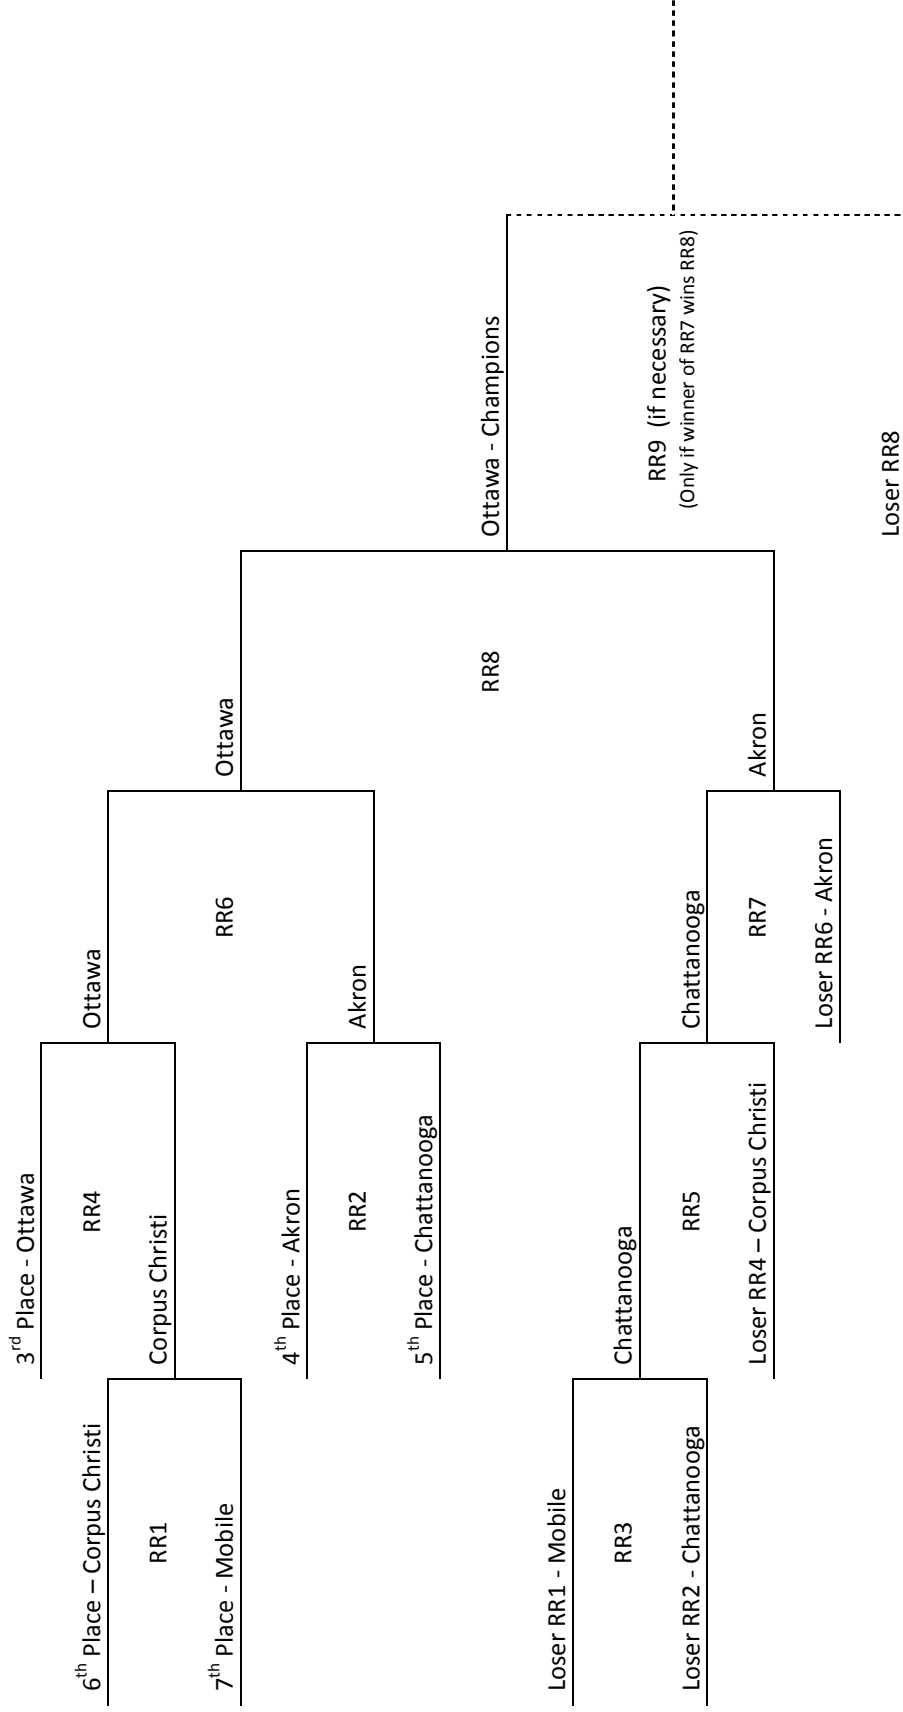 6th Place – Corpus Christi
RR1
7th Place - Mobile
3rd Place - Ottawa
RR4
Corpus Christi
4th Place - Akron
RR2
5th Place - Chattanooga
Ottawa
RR6
Akron
Ottawa
RR8
Ottawa - Champions
RR9 (if necessary)
(Only if winner of RR7 wins RR8)
Loser RR1 - Mobile
RR3
Loser RR2 - Chattanooga
Chattanooga
RR5
Loser RR4 – Corpus Christi
Chattanooga
RR7
Loser RR6 - Akron
Akron
Loser RR8